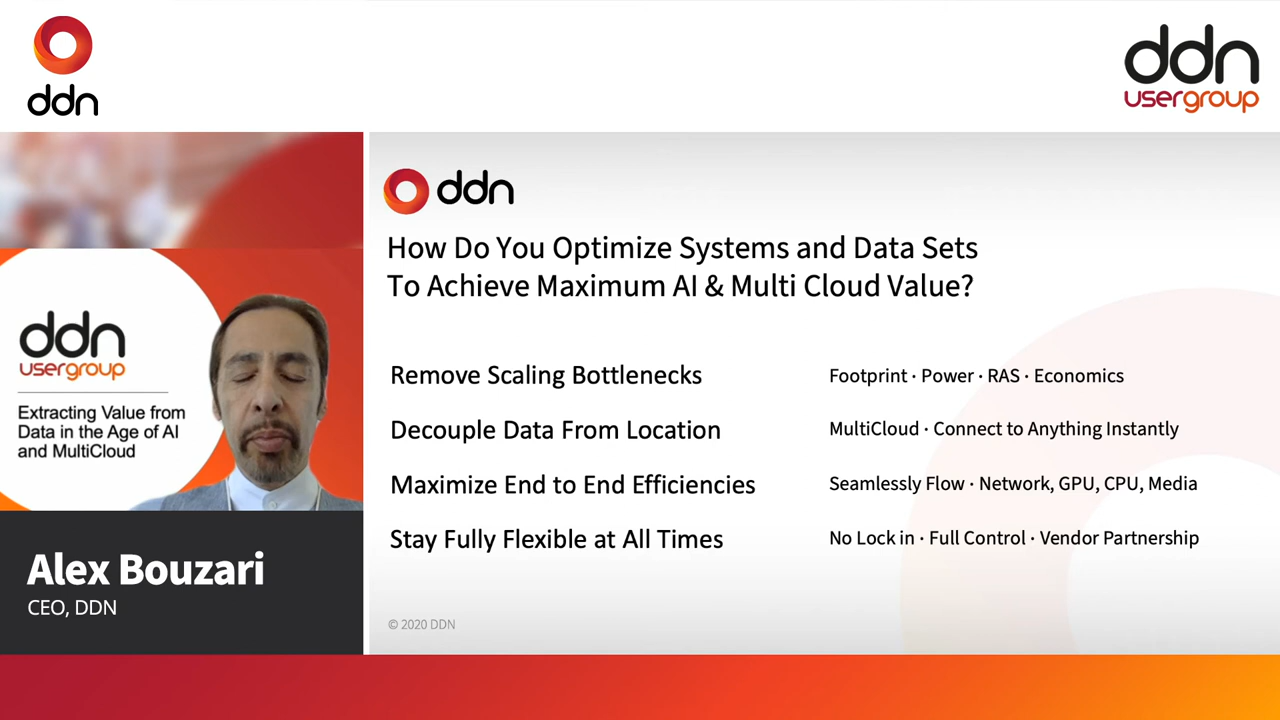 ddn
ddn
usergroup
ddn
How Do You Optimize Systems and Data Sets
To Achieve Maximum AI & Multi Cloud Value?
Remove Scaling Bottlenecks
Footprint · Power · RAS · Economics
Decouple Data From Location
MultiCloud · Connect to Anything Instantly
Maximize End to End Efficiencies
Seamlessly Flow · Network, GPU, CPU, Media
Stay Fully Flexible at All Times
No Lock in · Full Control · Vendor Partnership
© 2020 DDN
ddn
usergroup
Extracting Value from
Data in the Age of AI
and MultiCloud
Alex Bouzari
CEO, DDN